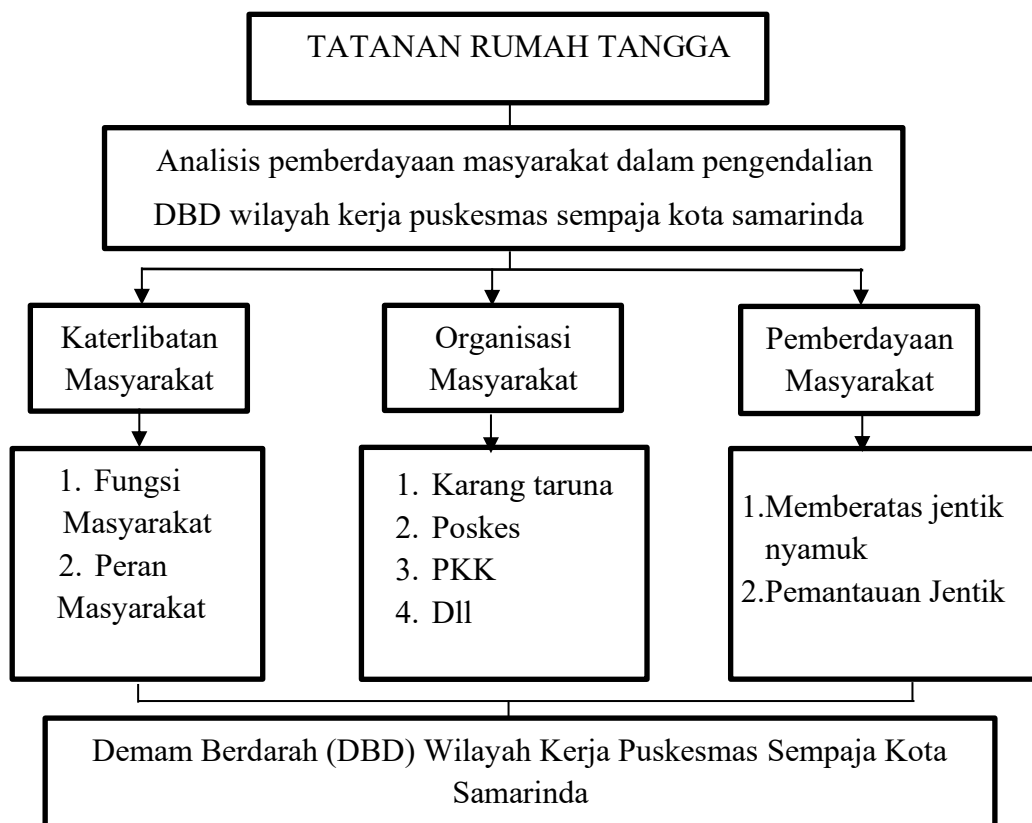 TATANAN RUMAH TANGGA
Analisis pemberdayaan masyarakat dalam pengendalian
DBD wilayah kerja puskesmas sempaja kota samarinda
Katerlibatan
Masyarakat
Organisasi
Masyarakat
Pemberdayaan
Masyarakat
1. Fungsi
Masyarakat
2. Peran
Masyarakat
1. Karang taruna
2. Poskes
3. PKK
4. Dll
1.Memberatas jentik
nyamuk
2.Pemantauan Jentik
Demam Berdarah (DBD) Wilayah Kerja Puskesmas Sempaja Kota
Samarinda